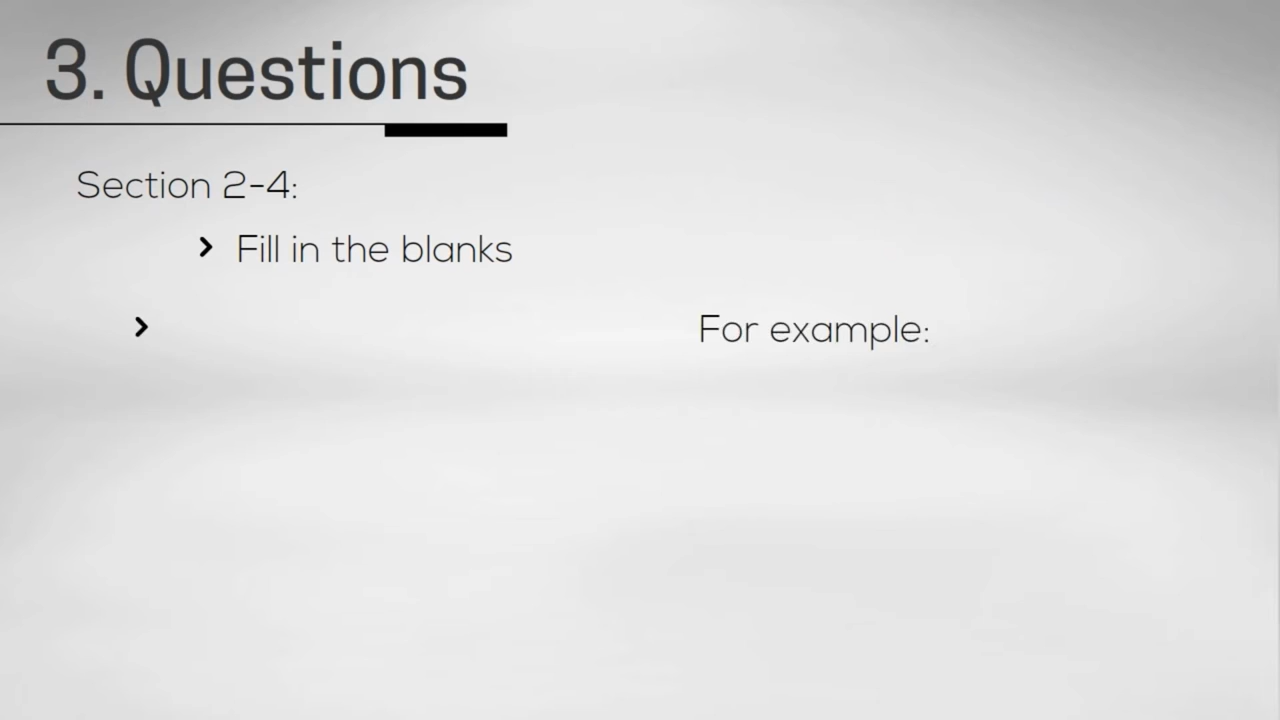 3. Questions
Section 2-4:
Fill in the blanks
For example: